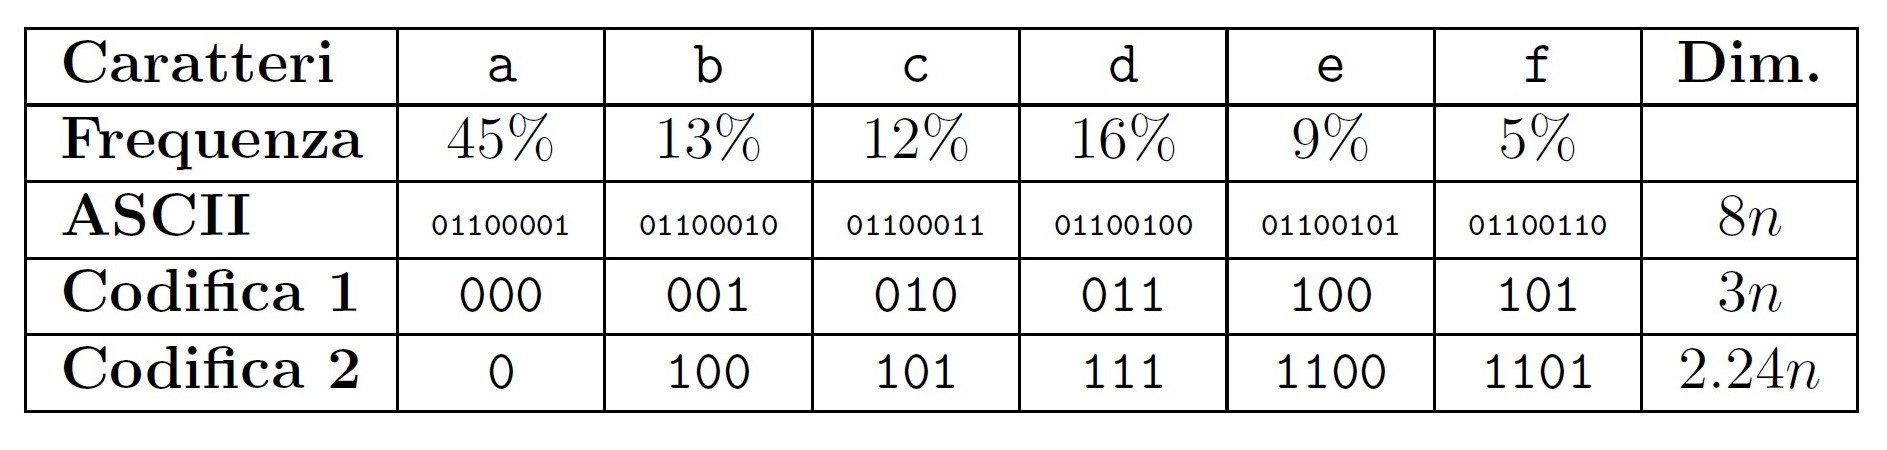 Caratteri a b c d e f Dim.
Frequenza 45% 13% 12% 16% 9% 5%
ASCII 01100001 01100010 01100011 01100100 01100101 01100110 8n
Codifica 1 000 001 010 011 100 101 3n
Codifica 2 0 100 101 111 1100 1101 2.24n